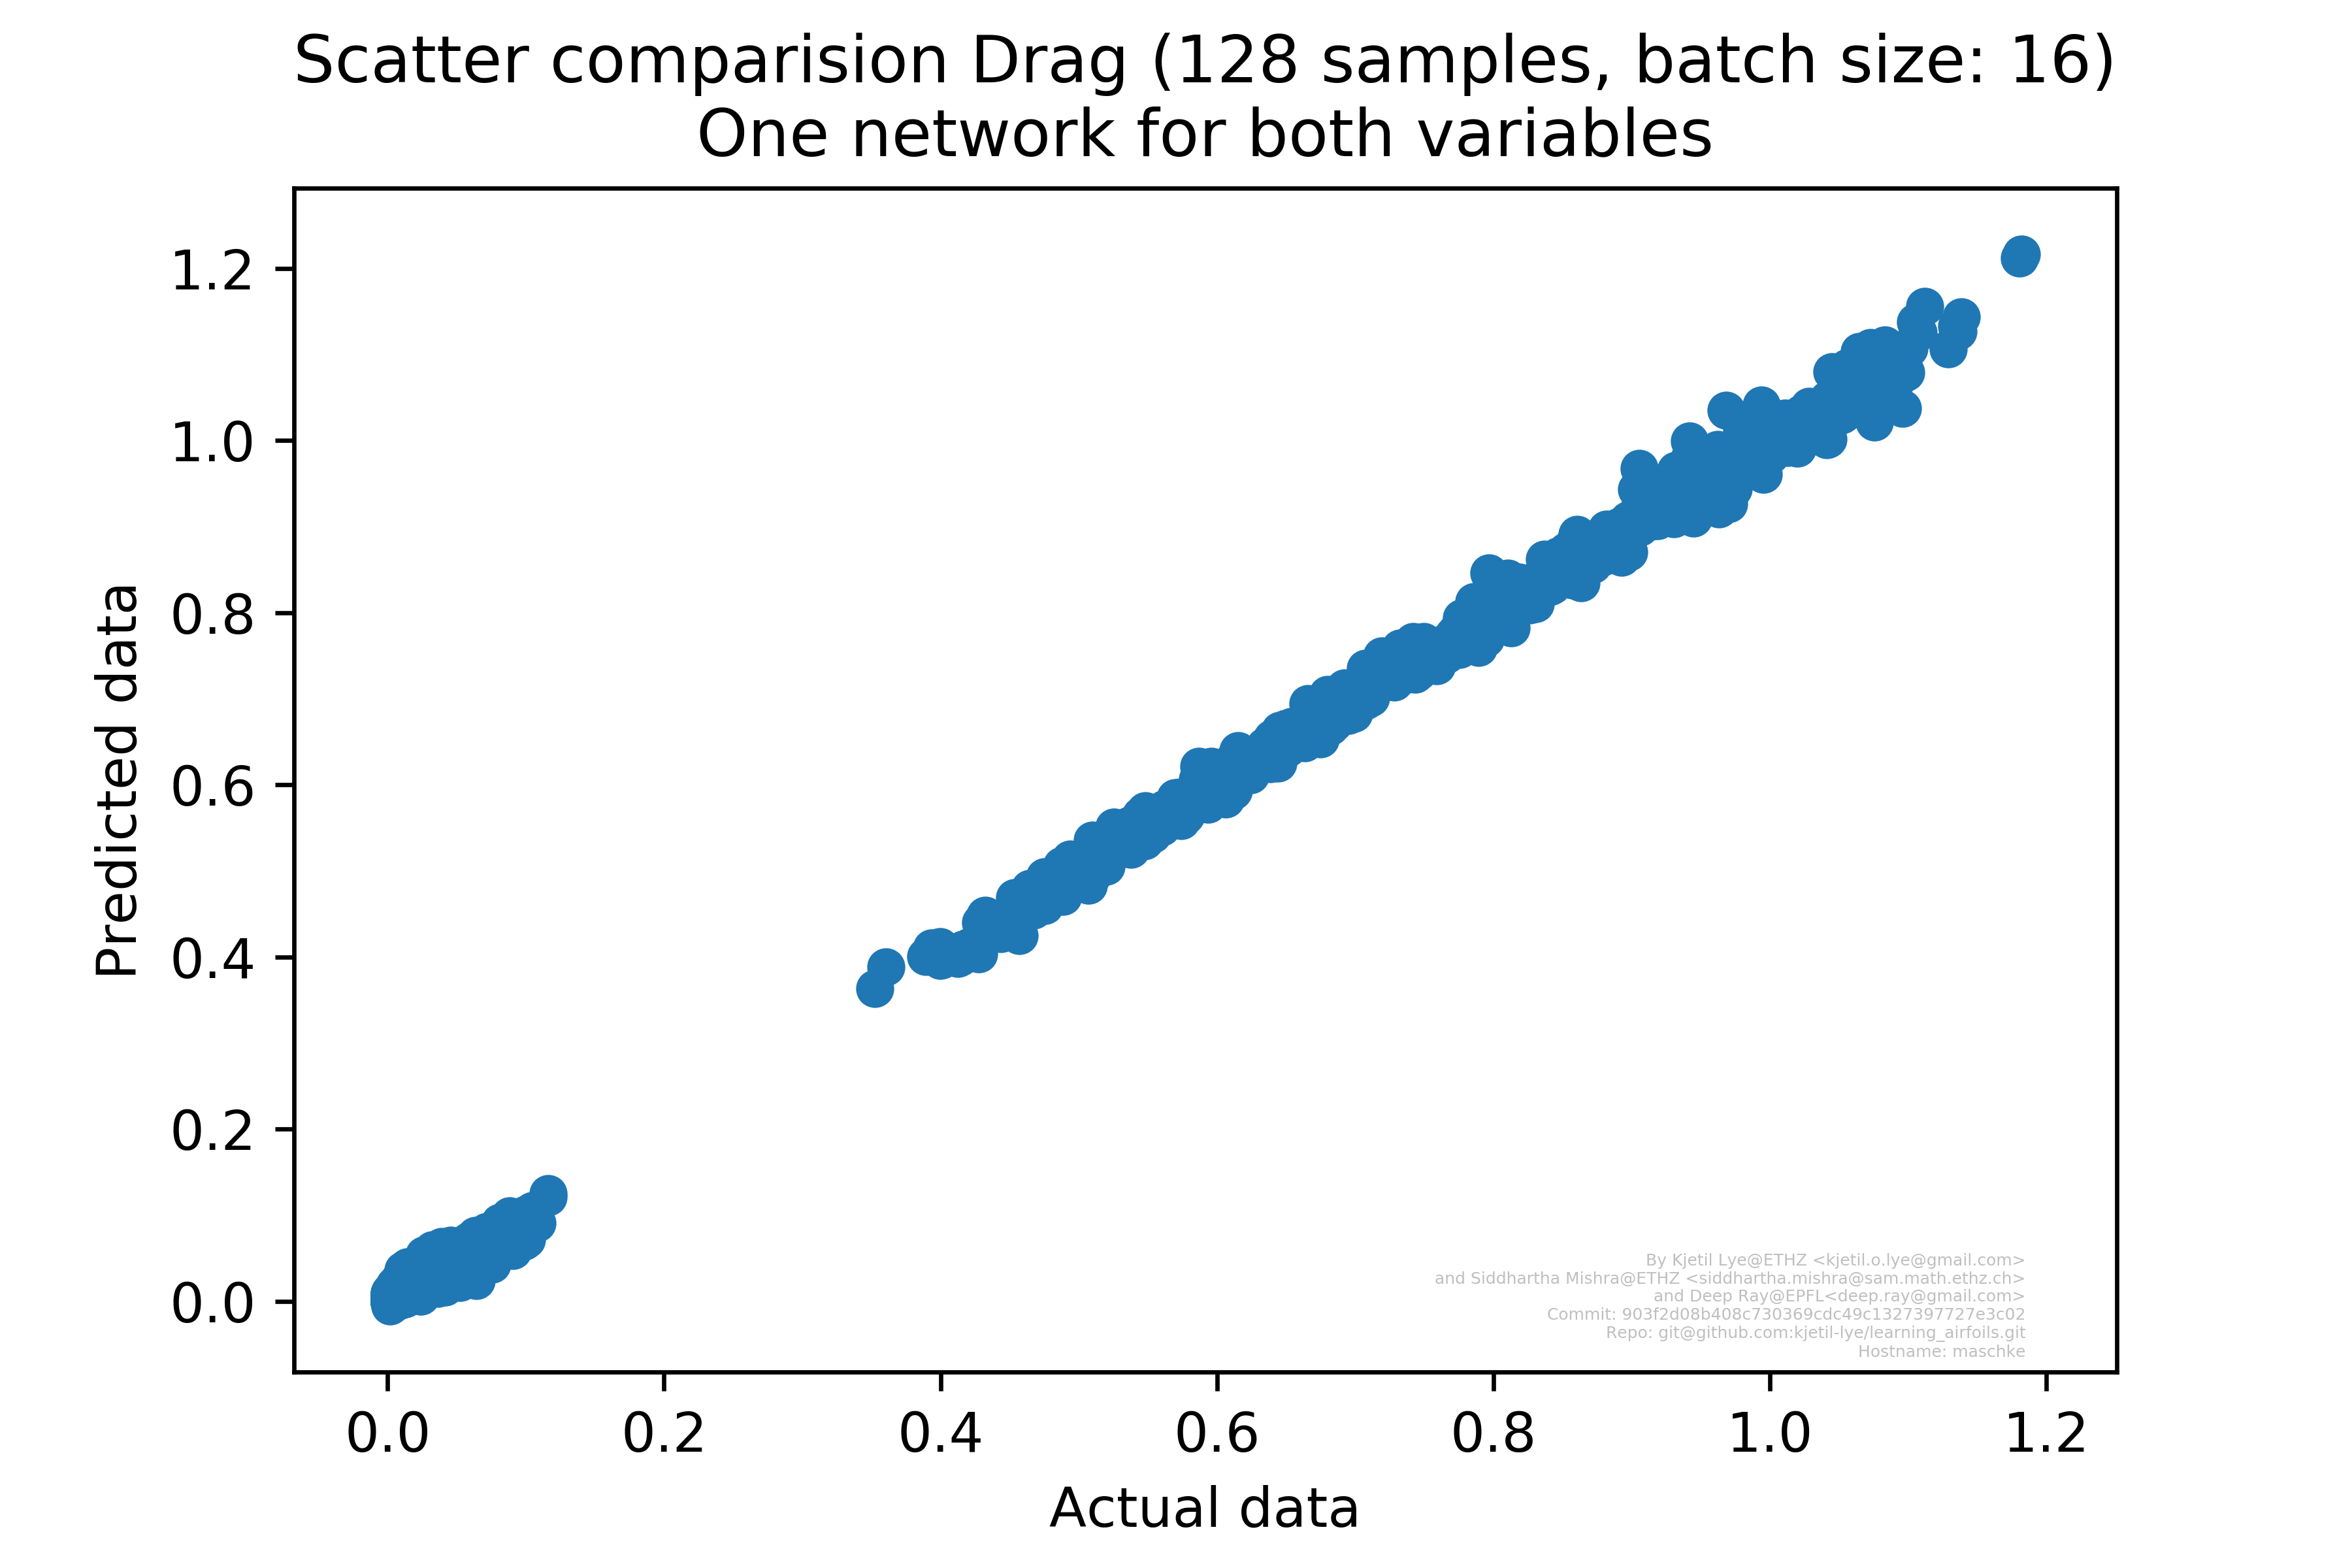 Scatter comparision Drag (128 samples, batch size: 16)
One network for both variables
1.2
1.0
0.8
0.6
0.4
0.2
0.0
Predicted data
0.0 0.2 0.4 0.6 0.8 1.0 1.2
Actual data
By Kjetil Lye@ETHZ <kjetil.o.lye@gmail.com>
and Siddhartha Mishra@ETHZ <siddhartha.mishra@sam.math.ethz.ch>
and Deep Ray@EPFL<deep.ray@gmail.com>
Commit: 903f2d08b408c730369cdc49c1327397727e3c02
Repo: git@github.com:kjetil-lye/learning_airfoils.git
Hostname: maschke